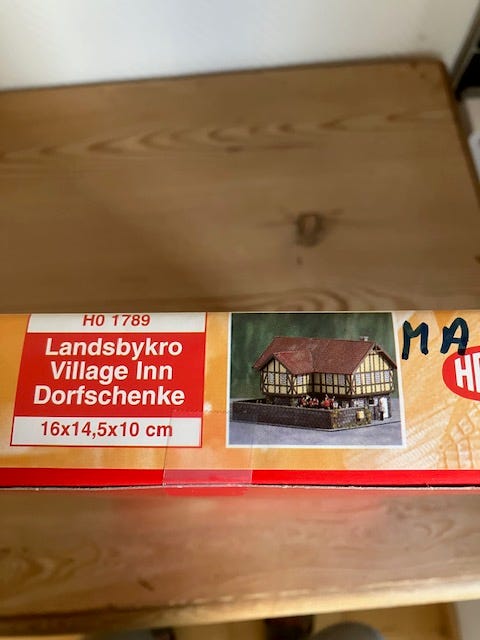 H0 1789
Landsbykro
Village Inn
Dorfschenke
16x14,5x10 cm
MA